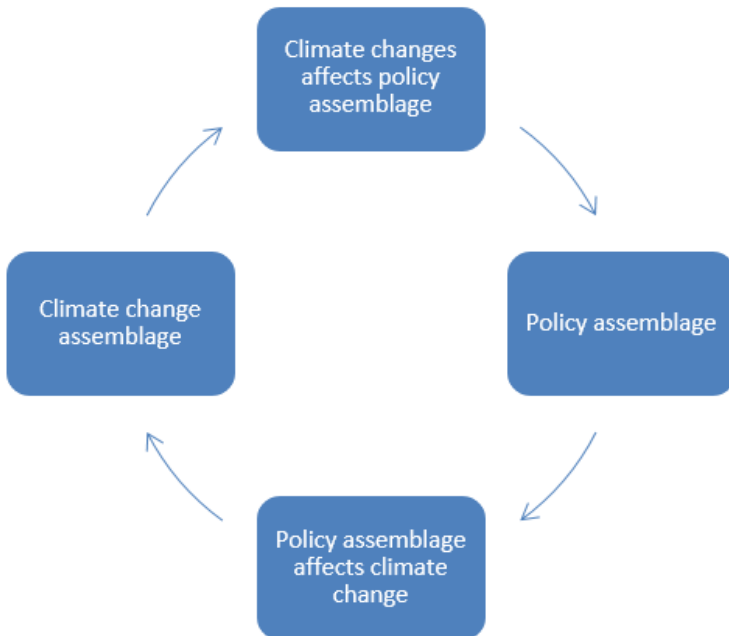 Climate changes
affects policy
assemblage
Climate change
assemblage
Policy assemblage
Policy assemblage
affects climate
change